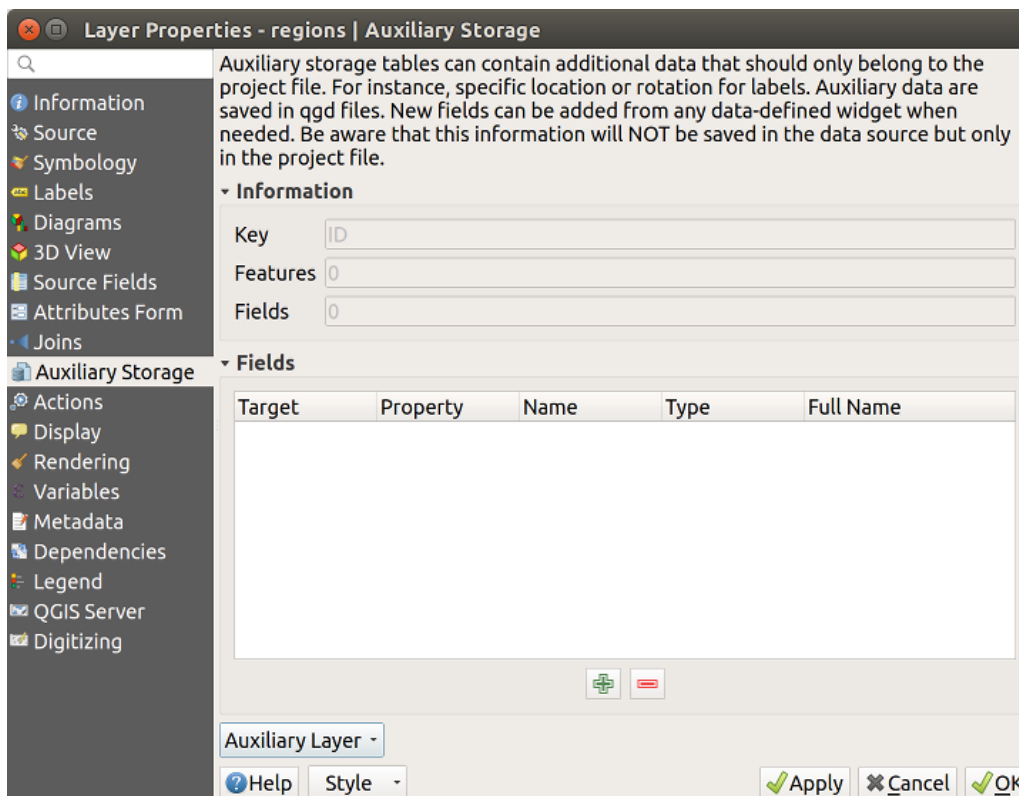 Layer Properties - regions | Auxiliary Storage
Information
Source
Symbology
Labels
Diagrams
3D View
Source Fields
Attributes Form
Joins
Auxiliary Storage
Actions
Display
Rendering
Variables
Metadata
Dependencies
Legend
QGIS Server
Digitizing
Auxiliary storage tables can contain additional data that should only belong to the
project file. For instance, specific location or rotation for labels. Auxiliary data are
saved in qgd files. New fields can be added from any data-defined widget when
needed. Be aware that this information will NOT be saved in the data source but only
in the project file.
Information
Key ID
Features 0
Fields 0
Fields
Target Property Name Type Full Name
Auxiliary Layer
Help Style Apply Cancel OK